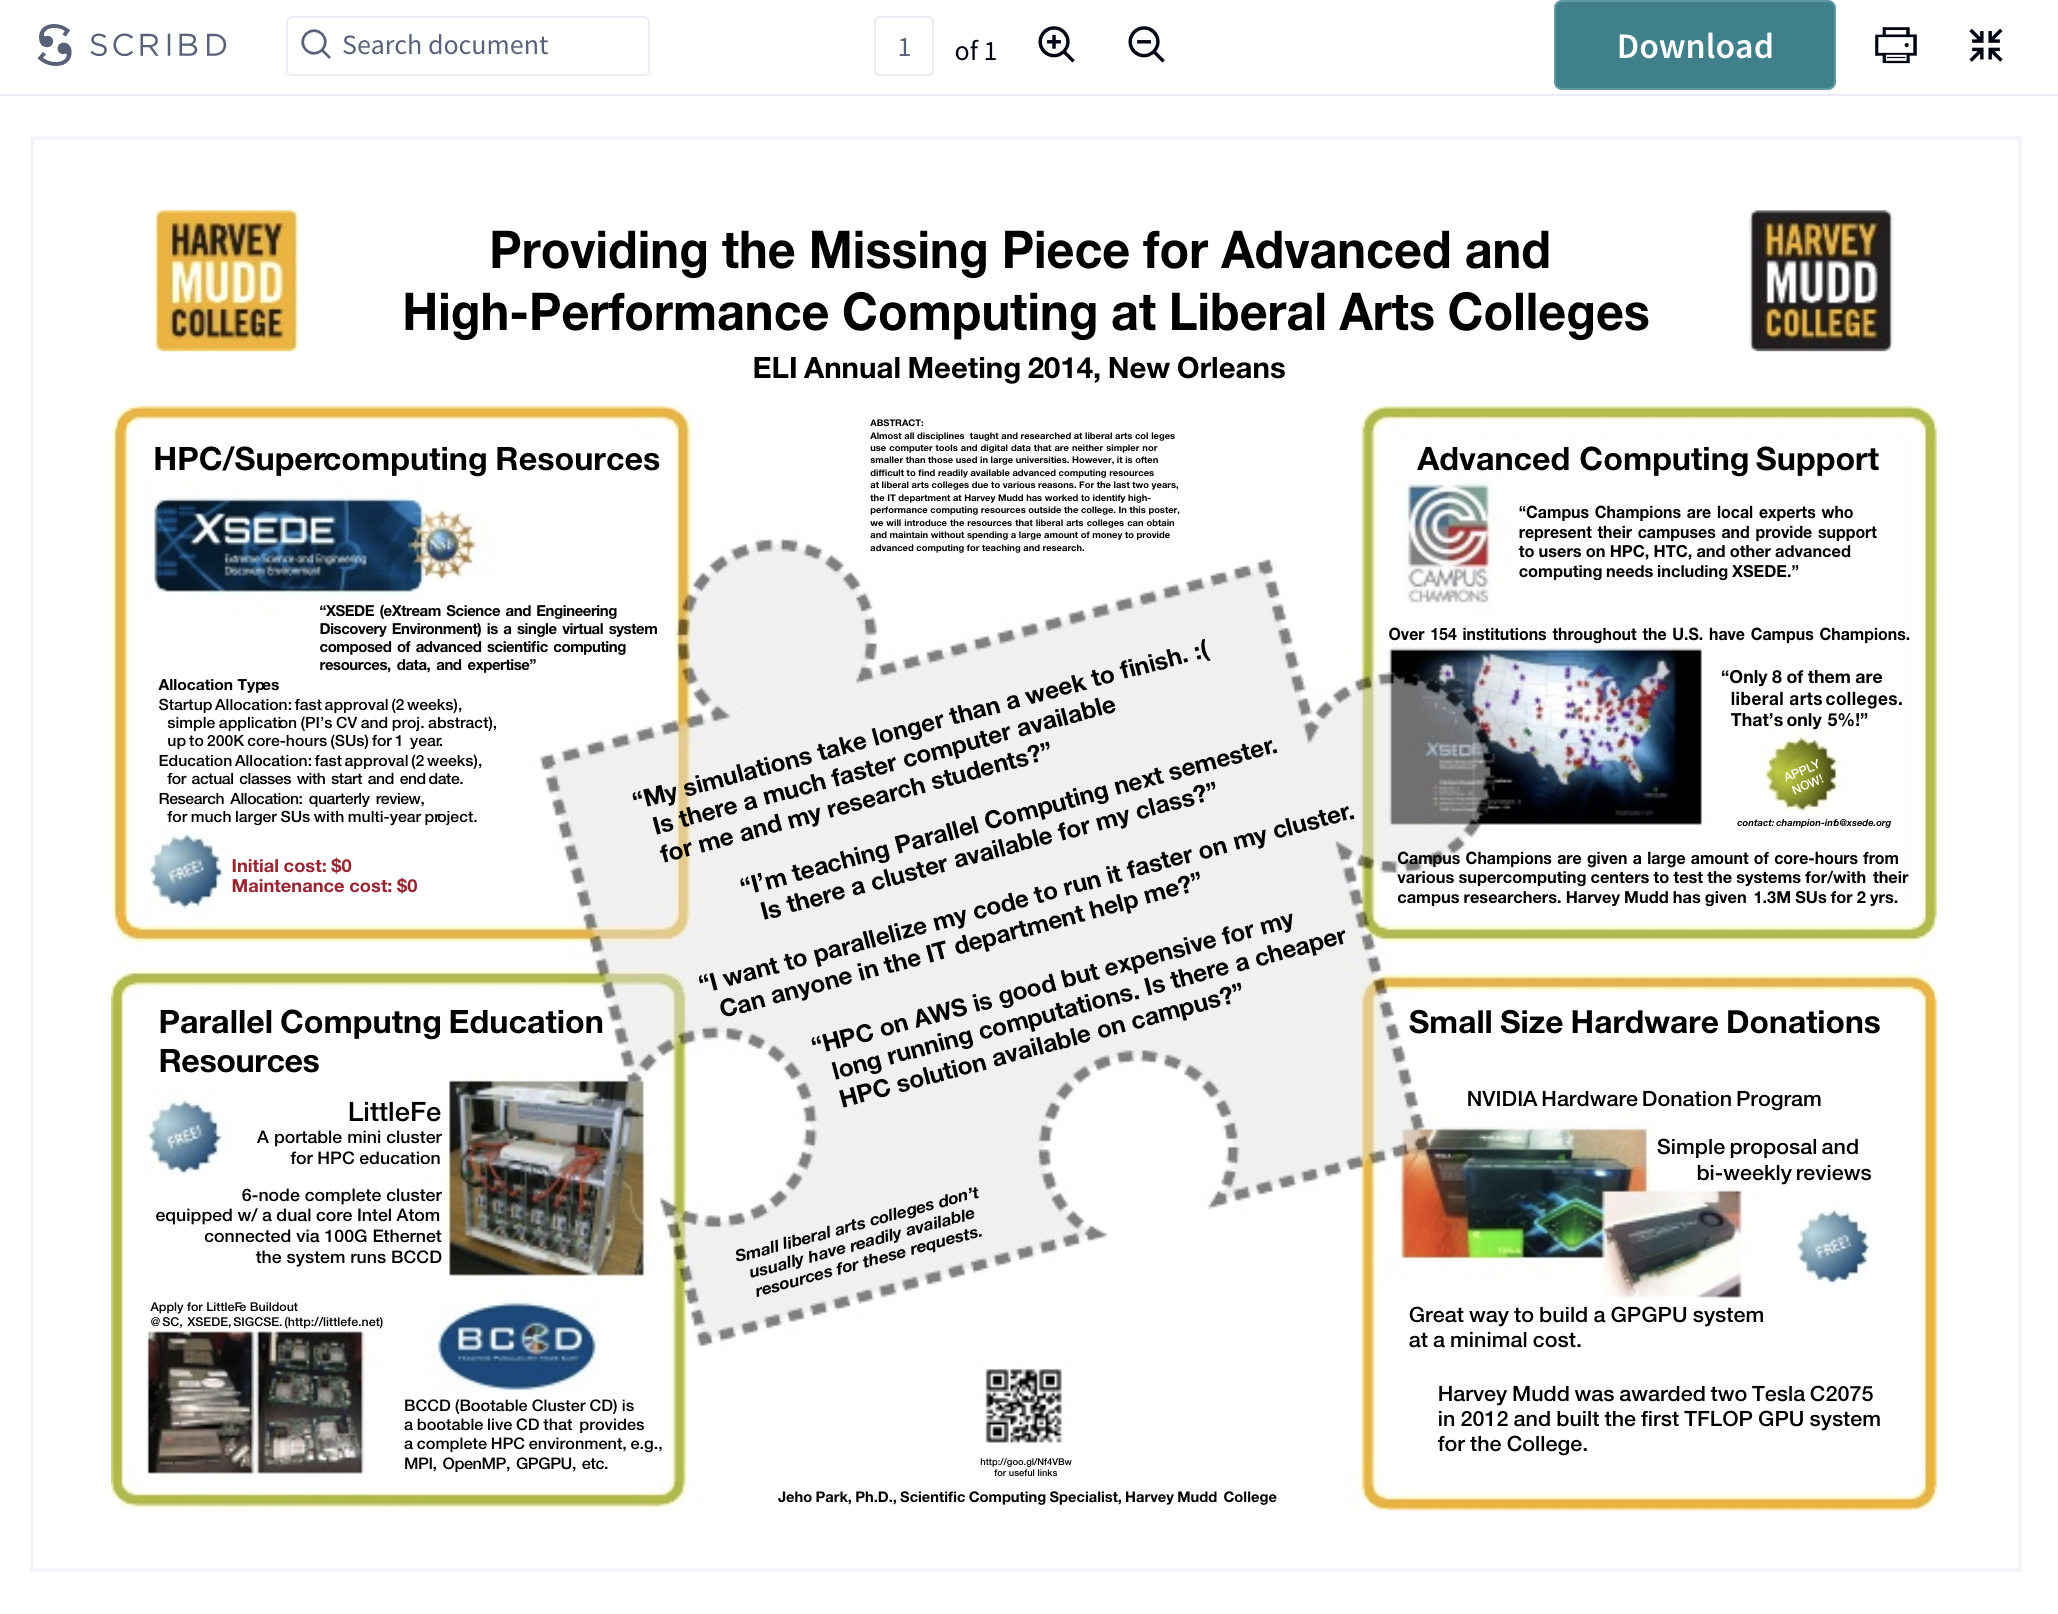 SCRIBD
Search document
1 of 1
Download
HARVEY
MUDD
COLLEGE
Providing the Missing Piece for Advanced and
High-Performance Computing at Liberal Arts Colleges
ELI Annual Meeting 2014, New Orleans
HARVEY
MUDD
COLLEGE
HPC/Supercomputing Resources
XSEDE
Extreme Science and Engineering
Discovery Environment
NSF
“XSEDE (eXtream Science and Engineering
Discovery Environment) is a single virtual system
composed of advanced scientific computing
resources, data, and expertise”
Allocation Types
Startup Allocation: fast approval (2 weeks),
simple application (PI’s CV and proj. abstract),
up to 200K core-hours (SUs) for 1 year.
Education Allocation: fast approval (2 weeks),
for actual classes with start and end date.
Research Allocation: quarterly review,
for much larger SUs with multi-year project.
FREE!
Initial cost: $0
Maintenance cost: $0
ABSTRACT:
Almost all disciplines taught and researched at liberal arts col leges
use computer tools and digital data that are neither simpler nor
smaller than those used in large universities. However, it is often
difficult to find readily available advanced computing resources
at liberal arts colleges due to various reasons. For the last two years,
the IT department at Harvey Mudd has worked to identify high-
performance computing resources outside the college. In this poster,
we will introduce the resources that liberal arts colleges can obtain
and maintain without spending a large amount of money to provide
advanced computing for teaching and research.
“My simulations take longer than a week to finish. :(
Is there a much faster computer available
for me and my research students?”
“I’m teaching Parallel Computing next semester.
Is there a cluster available for my class?”
“I want to parallelize my code to run it faster on my cluster.
Can anyone in the IT department help me?”
“HPC on AWS is good but expensive for my
long running computations. Is there a cheaper
HPC solution available on campus?”
Small liberal arts colleges don’t
usually have readily available
resources for these requests.
Advanced Computing Support
CAMPUS
CHAMPIONS
“Campus Champions are local experts who
represent their campuses and provide support
to users on HPC, HTC, and other advanced
computing needs including XSEDE.”
Over 154 institutions throughout the U.S. have Campus Champions.
XSEDE
“Only 8 of them are
liberal arts colleges.
That’s only 5%!”
APPLY
NOW!
contact: champion-info@xsede.org
Campus Champions are given a large amount of core-hours from
various supercomputing centers to test the systems for/with their
campus researchers. Harvey Mudd has given 1.3M SUs for 2 yrs.
Parallel Computng Education
Resources
FREE!
LittleFe
A portable mini cluster
for HPC education
6-node complete cluster
equipped w/ a dual core Intel Atom
connected via 100G Ethernet
the system runs BCCD
Apply for LittleFe Buildout
@ SC, XSEDE, SIGCSE. (http://littlefe.net)
BCCD
BCCD (Bootable Cluster CD) is
a bootable live CD that provides
a complete HPC environment, e.g.,
MPI, OpenMP, GPGPU, etc.
http://goo.gl/Nf4VBw
for useful links
Jeho Park, Ph.D., Scientific Computing Specialist, Harvey Mudd College
Small Size Hardware Donations
NVIDIA Hardware Donation Program
Simple proposal and
bi-weekly reviews
TESLA
FREE!
Great way to build a GPGPU system
at a minimal cost.
Harvey Mudd was awarded two Tesla C2075
in 2012 and built the first TFLOP GPU system
for the College.